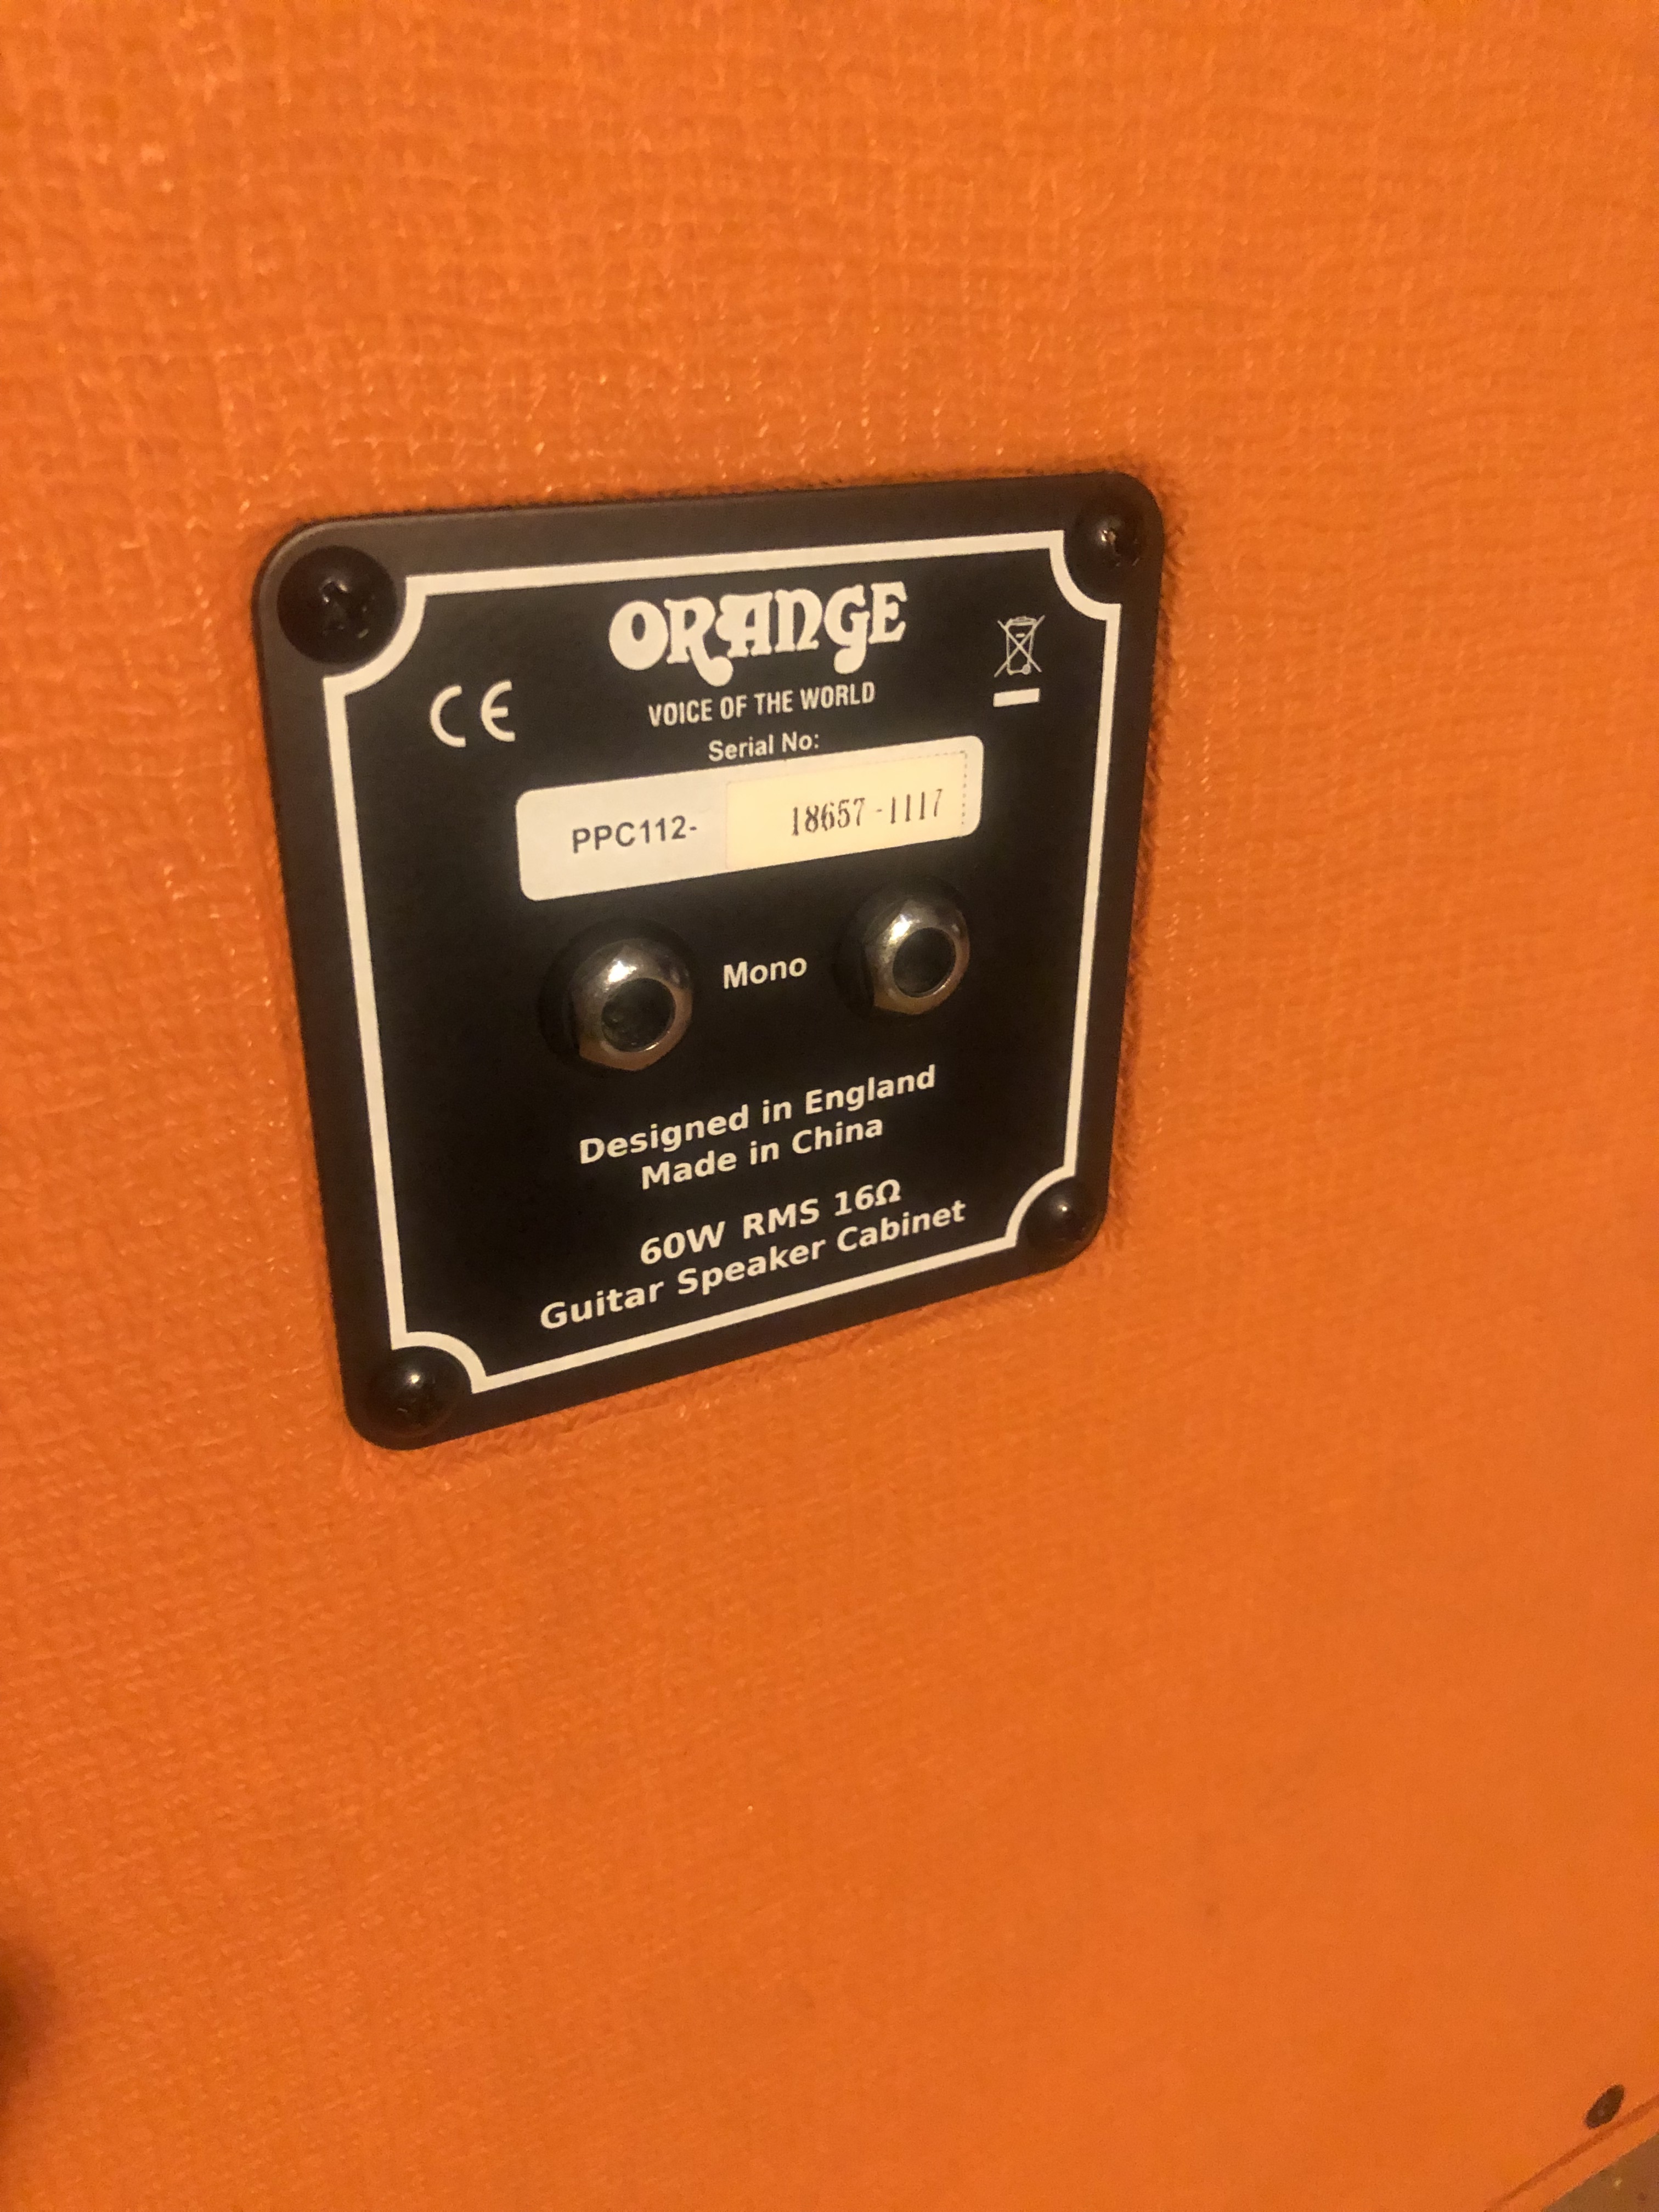 ORANGE
VOICE OF THE WORLD
CE
Serial No:
PPC112- 18657-1117
Mono
Designed in England
Made in China
60W RMS 16Ω
Guitar Speaker Cabinet